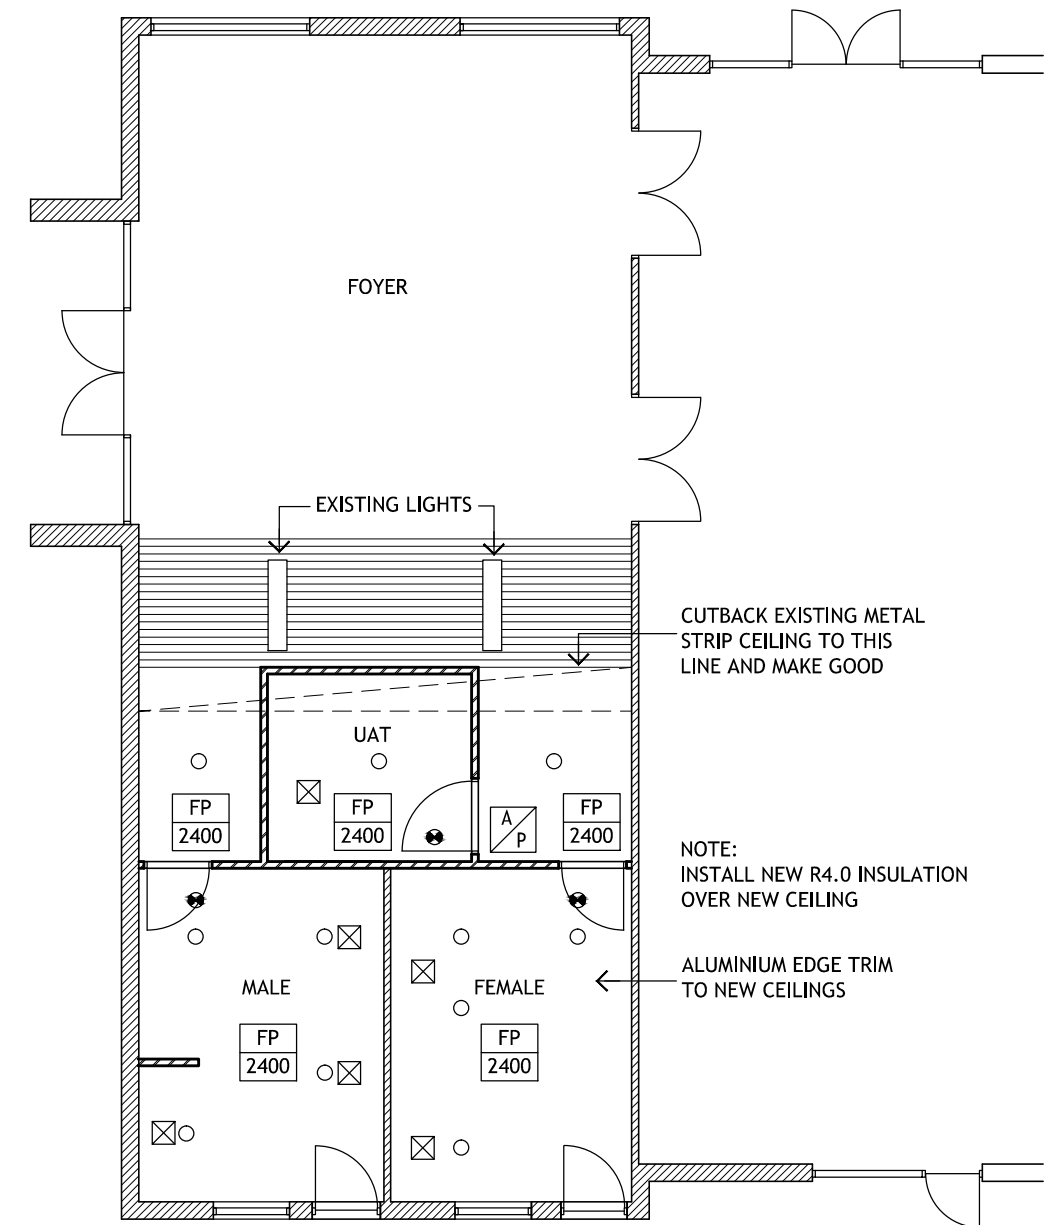 FOYER
EXISTING LIGHTS
CUTBACK EXISTING METAL
STRIP CEILING TO THIS
LINE AND MAKE GOOD
UAT
FP
2400
FP
2400
A
P
FP
2400
NOTE:
INSTALL NEW R4.0 INSULATION
OVER NEW CEILING
ALUMINIUM EDGE TRIM
TO NEW CEILINGS
MALE
FEMALE
FP
2400
FP
2400